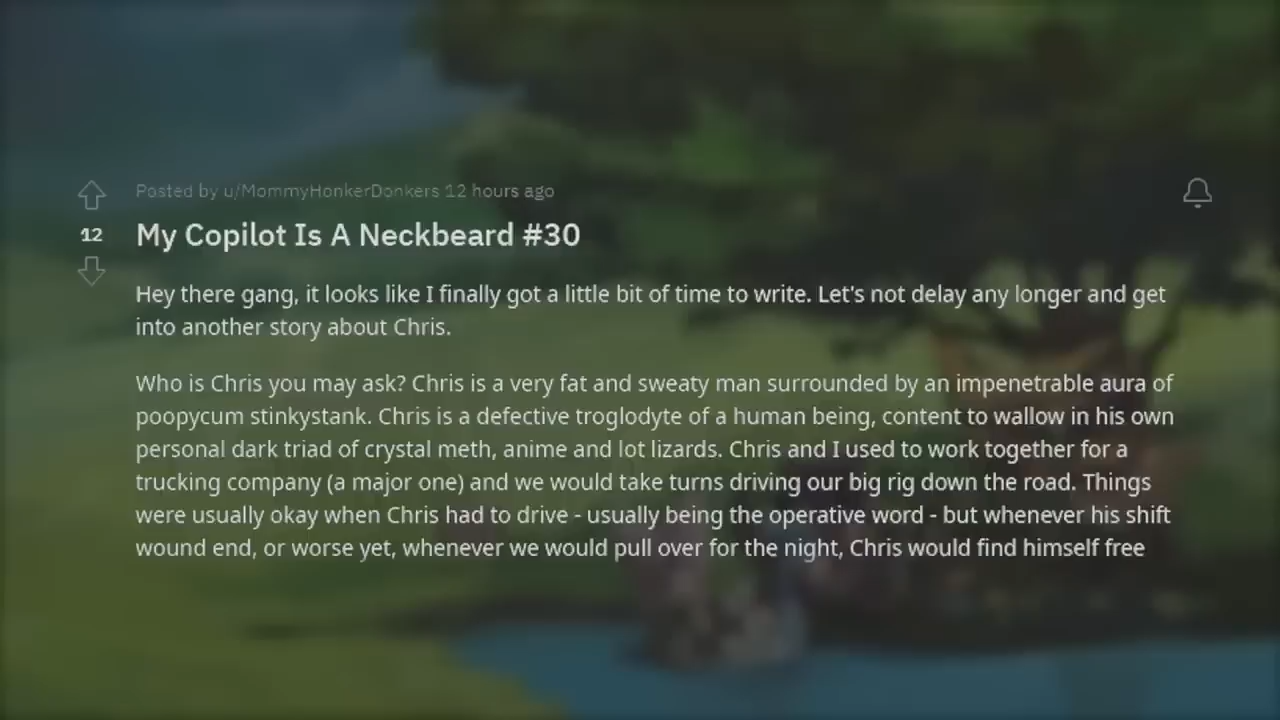 Posted by u/MommyHonkerDonkers 12 hours ago
12
My Copilot Is A Neckbeard #30
Hey there gang, it looks like I finally got a little bit of time to write. Let's not delay any longer and get
into another story about Chris.
Who is Chris you may ask? Chris is a very fat and sweaty man surrounded by an impenetrable aura of
poopycum stinkystank. Chris is a defective troglodyte of a human being, content to wallow in his own
personal dark triad of crystal meth, anime and lot lizards. Chris and I used to work together for a
trucking company (a major one) and we would take turns driving our big rig down the road. Things
were usually okay when Chris had to drive - usually being the operative word - but whenever his shift
wound end, or worse yet, whenever we would pull over for the night, Chris would find himself free